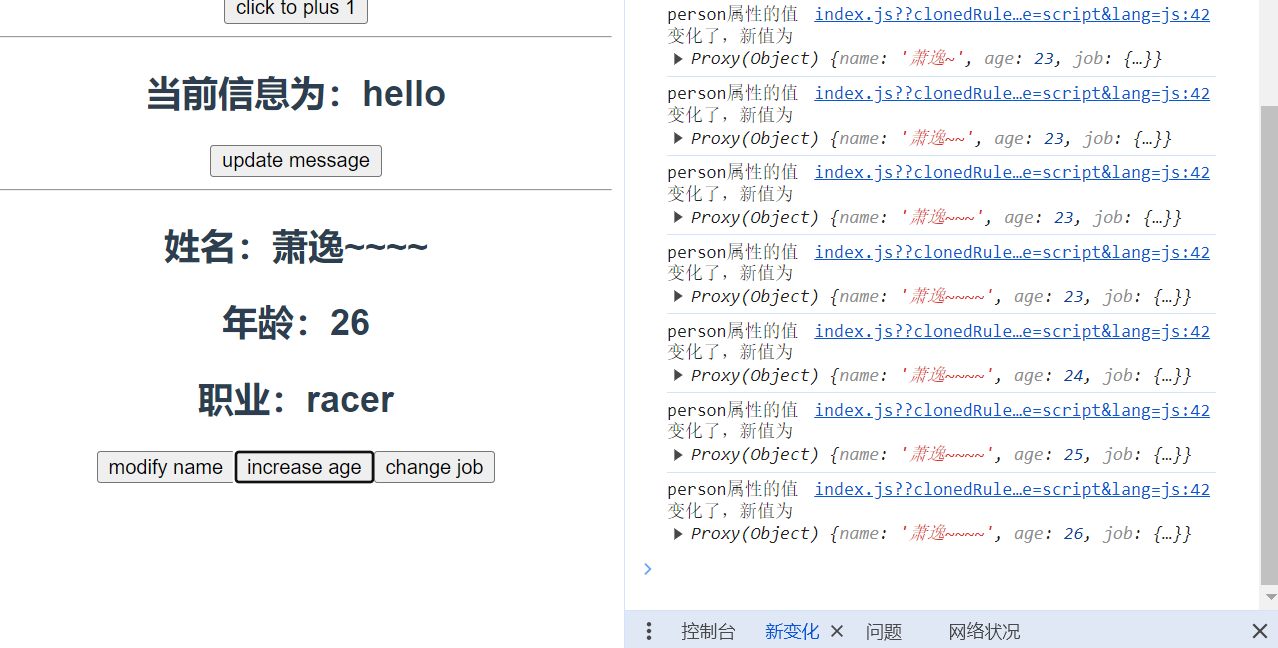 click to plus 1
当前信息为：hello
update message
姓名：萧逸~~~~
年龄：26
职业：racer
modify name increase age change job
person属性的值 index.js??clonedRule…e=script&lang=js:42
变化了，新值为
▶ Proxy(Object) {name: '萧逸~', age: 23, job: {…}}
person属性的值 index.js??clonedRule…e=script&lang=js:42
变化了，新值为
▶ Proxy(Object) {name: '萧逸~~', age: 23, job: {…}}
person属性的值 index.js??clonedRule…e=script&lang=js:42
变化了，新值为
▶ Proxy(Object) {name: '萧逸~~~', age: 23, job: {…}}
person属性的值 index.js??clonedRule…e=script&lang=js:42
变化了，新值为
▶ Proxy(Object) {name: '萧逸~~~~', age: 23, job: {…}}
person属性的值 index.js??clonedRule…e=script&lang=js:42
变化了，新值为
▶ Proxy(Object) {name: '萧逸~~~~', age: 24, job: {…}}
person属性的值 index.js??clonedRule…e=script&lang=js:42
变化了，新值为
▶ Proxy(Object) {name: '萧逸~~~~', age: 25, job: {…}}
person属性的值 index.js??clonedRule…e=script&lang=js:42
变化了，新值为
▶ Proxy(Object) {name: '萧逸~~~~', age: 26, job: {…}}
控制台 新变化 问题 网络状况